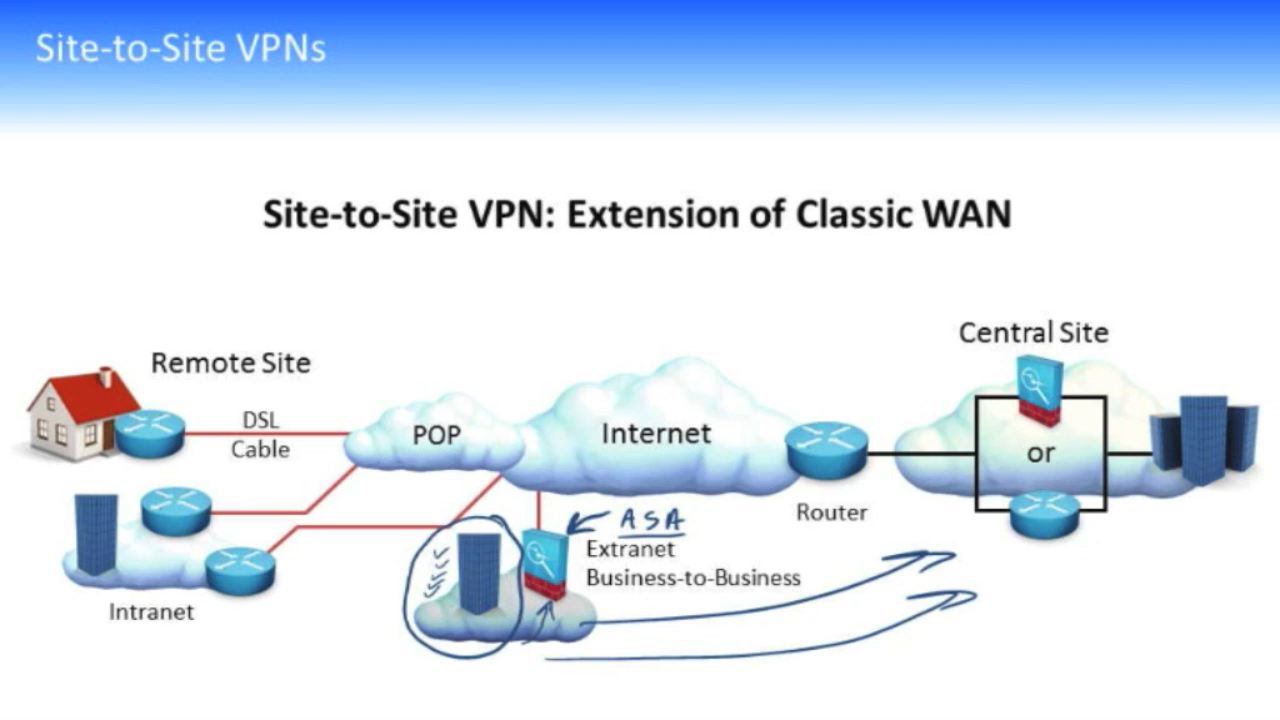 Site-to-Site VPNs
Site-to-Site VPN: Extension of Classic WAN
Central Site
Remote Site
DSL
Cable
POP
Internet
or
Router
ASA
Extranet
Business-to-Business
Intranet